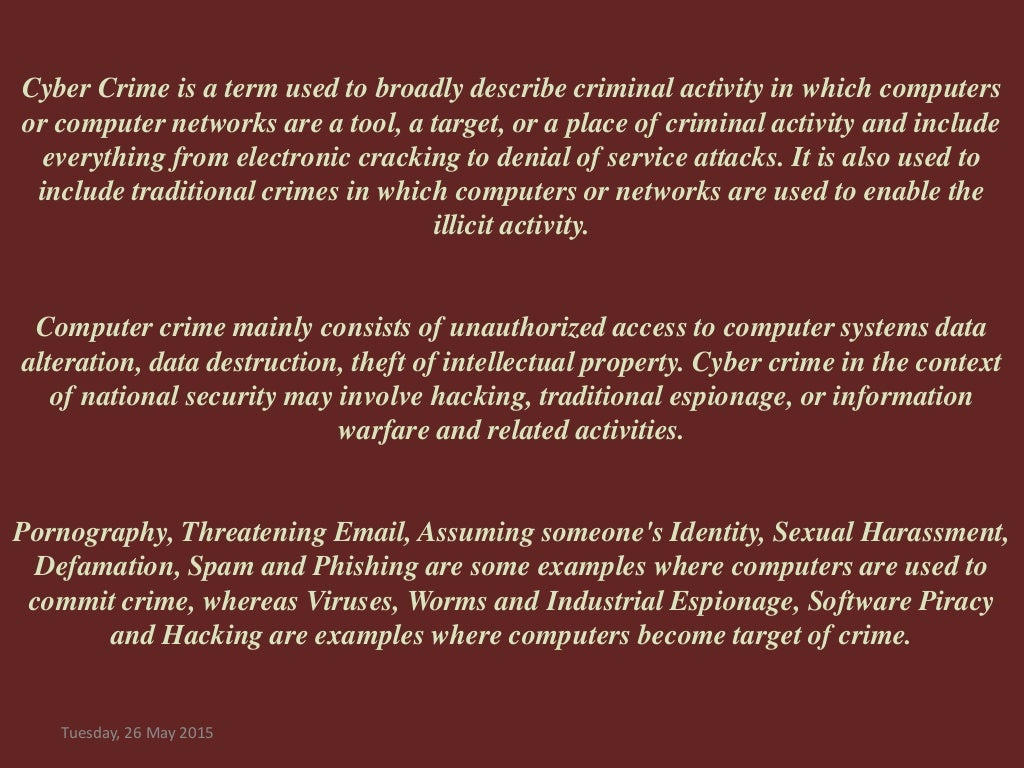 Cyber Crime is a term used to broadly describe criminal activity in which computers
or computer networks are a tool, a target, or a place of criminal activity and include
everything from electronic cracking to denial of service attacks. It is also used to
include traditional crimes in which computers or networks are used to enable the
illicit activity.
Computer crime mainly consists of unauthorized access to computer systems data
alteration, data destruction, theft of intellectual property. Cyber crime in the context
of national security may involve hacking, traditional espionage, or information
warfare and related activities.
Pornography, Threatening Email, Assuming someone's Identity, Sexual Harassment,
Defamation, Spam and Phishing are some examples where computers are used to
commit crime, whereas Viruses, Worms and Industrial Espionage, Software Piracy
and Hacking are examples where computers become target of crime.
Tuesday, 26 May 2015